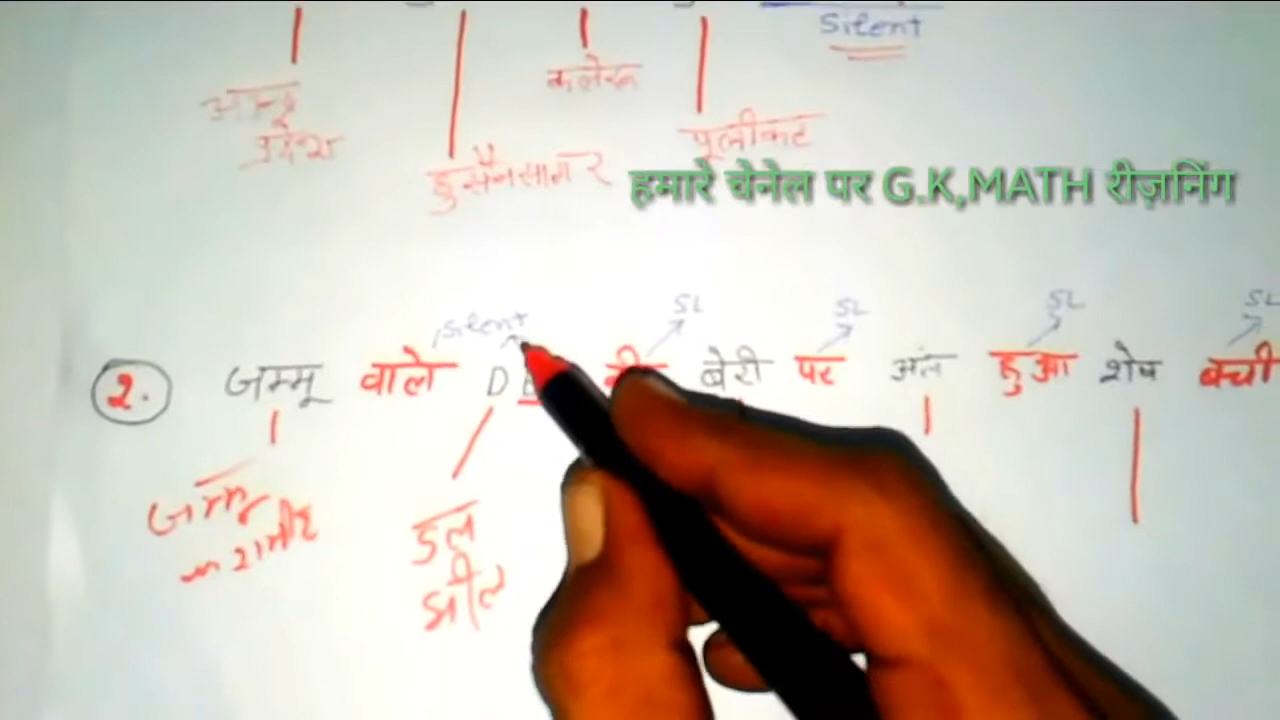 Silent
कलेरू
आन्ध्र
प्रदेश
पूलीकट
हुसैनसागर
हमारे चेनेल पर G.K,MATH रीज़निंग
Silent SL SL SL SL
2. जम्मू वाले D की बेरी पर अंत हुआ शेष बची
जम्मू
डल
झील